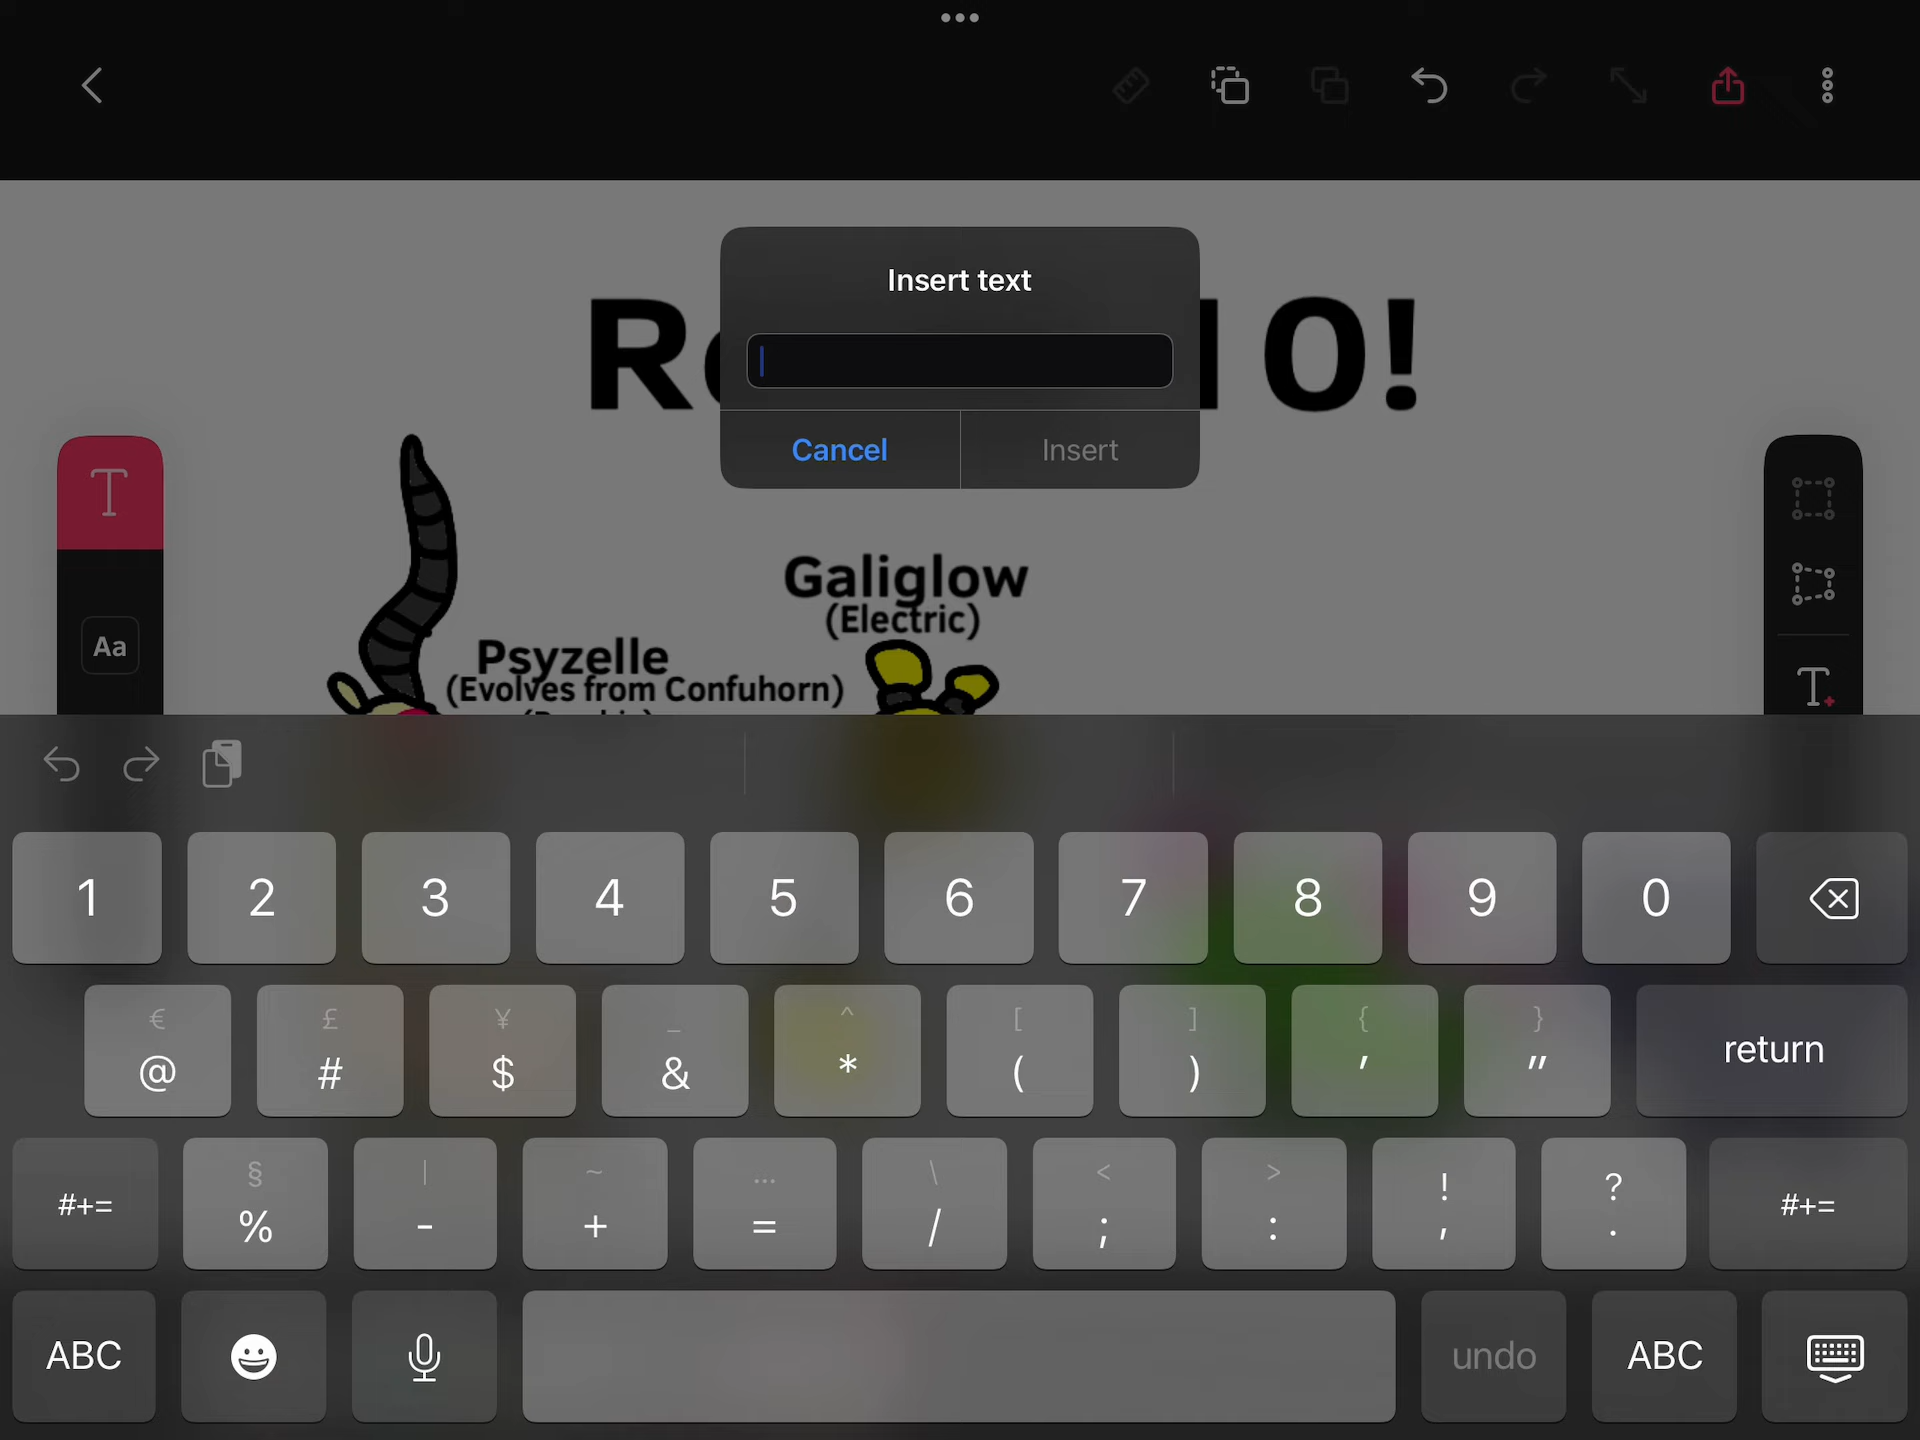 Insert text
R 10!
Cancel Insert
T
Aa
T
Galiglow
(Electric)
Psyzelle
(Evolves from Confuhorn)
1 2 3 4 5 6 7 8 9 0
€ £ ¥ _ ^ [ ] { }
@ # $ & * ( ) ' " return
§ | ~ … \ < > ! ?
#+= % - + = / ; : , . #+=
ABC undo ABC